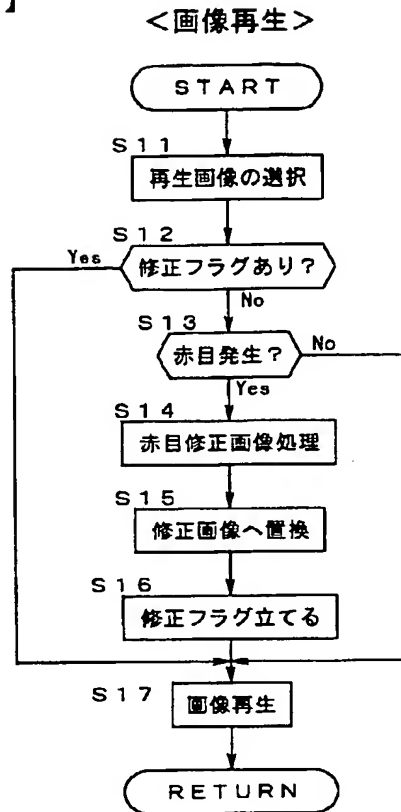 】
＜画像再生＞
START
S11
再生画像の選択
S12
Yes
修正フラグあり？
No
S13
赤目発生？
No
Yes
S14
赤目修正画像処理
S15
修正画像へ置換
S16
修正フラグ立てる
S17
画像再生
RETURN